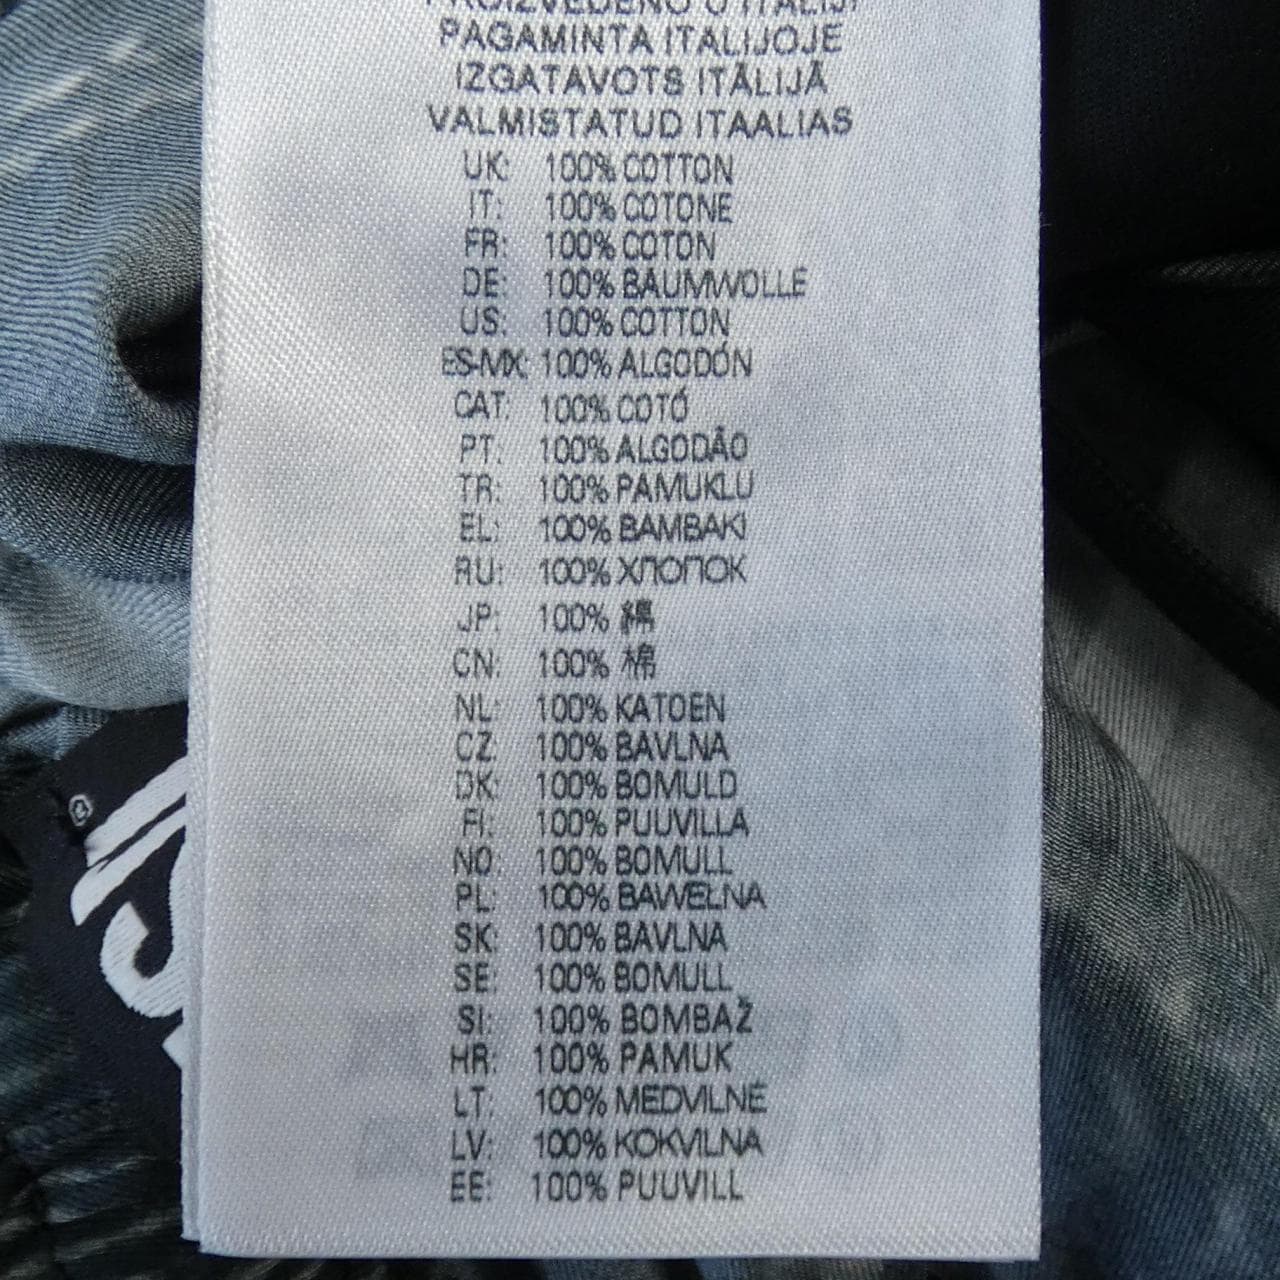 PROIZVEDENO U ITALIJI
PAGAMINTA ITALIJOJE
IZGATAVOTS ITĀLIJĀ
VALMISTATUD ITAALIAS
UK: 100% COTTON
IT: 100% COTONE
FR: 100% COTON
DE: 100% BAUMWOLLE
US: 100% COTTON
ES-MX: 100% ALGODÓN
CAT: 100% COTÓ
PT: 100% ALGODÃO
TR: 100% PAMUKLU
EL: 100% BAMBAKI
RU: 100% ХЛОПОК
JP: 100% 綿
CN: 100% 棉
NL: 100% KATOEN
CZ: 100% BAVLNA
DK: 100% BOMULD
FI: 100% PUUVILLA
NO: 100% BOMULL
PL: 100% BAWEŁNA
SK: 100% BAVLNA
SE: 100% BOMULL
SI: 100% BOMBAŽ
HR: 100% PAMUK
LT: 100% MEDVILNĖ
LV: 100% KOKVILNA
EE: 100% PUUVILL